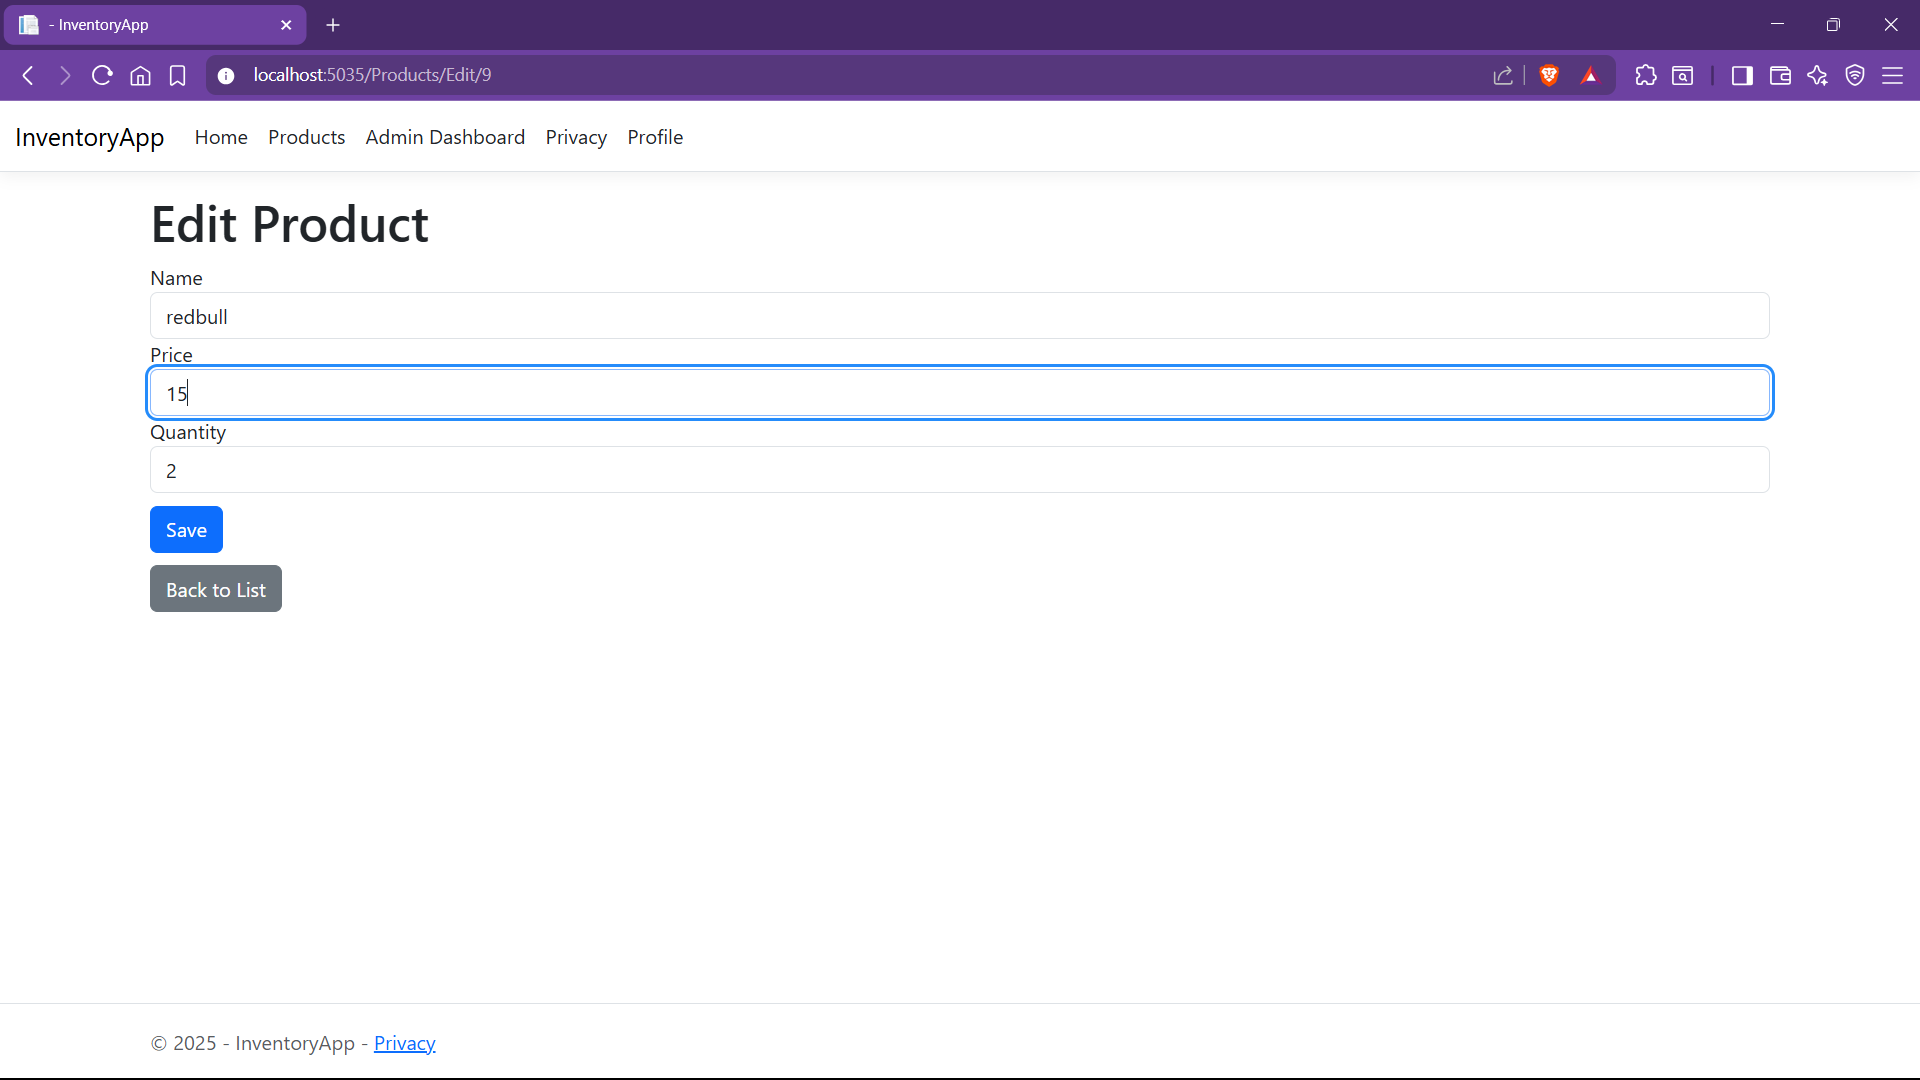 - InventoryApp
localhost:5035/Products/Edit/9
InventoryApp Home Products Admin Dashboard Privacy Profile
Edit Product
Name
redbull
Price
15
Quantity
2
Save
Back to List
© 2025 - InventoryApp - Privacy